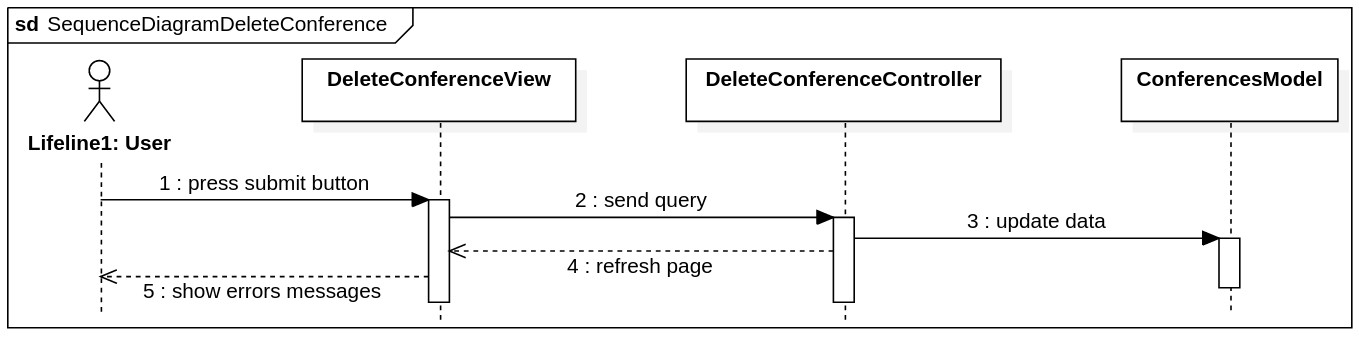 sd SequenceDiagramDeleteConference
DeleteConferenceView
DeleteConferenceController
ConferencesModel
Lifeline1: User
1 : press submit button
2 : send query
3 : update data
4 : refresh page
5 : show errors messages